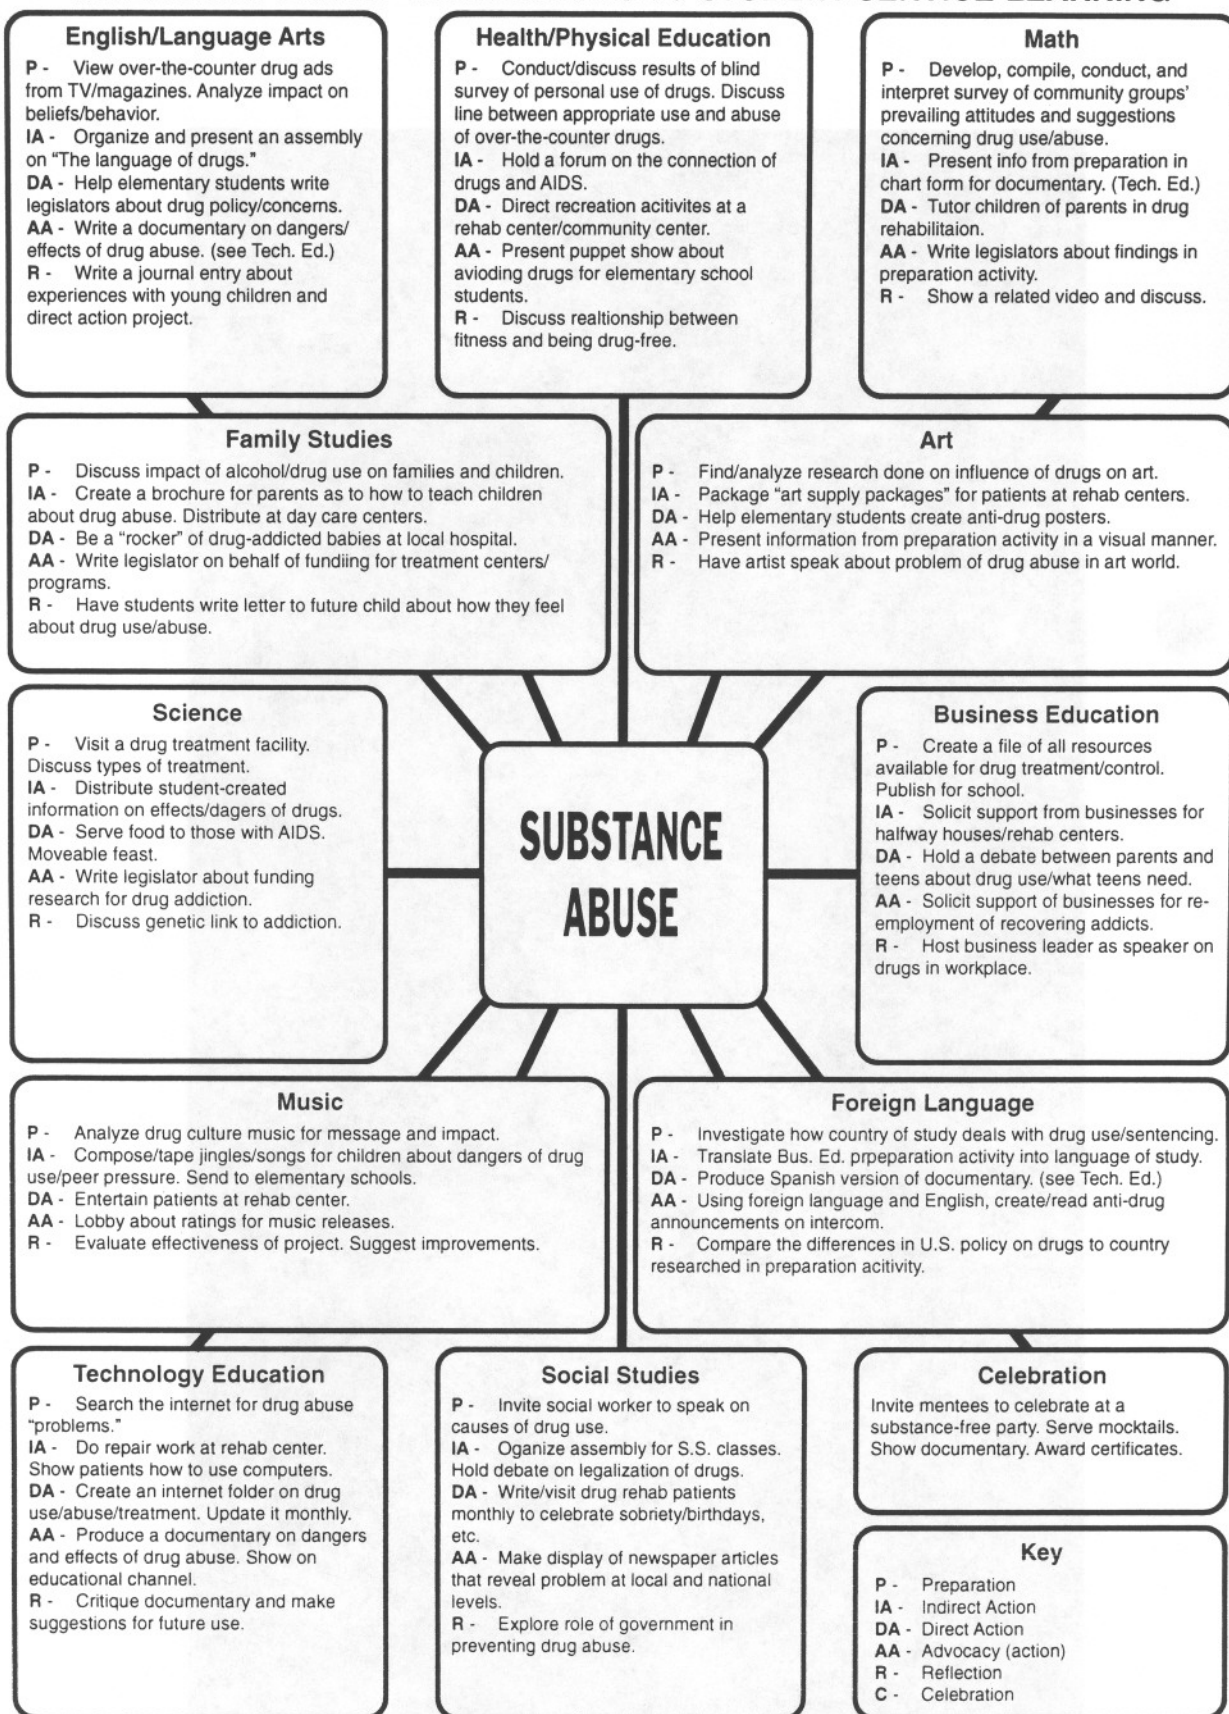 English/Language Arts
P - View over-the-counter drug ads
from TV/magazines. Analyze impact on
beliefs/behavior.
IA - Organize and present an assembly
on “The language of drugs.”
DA - Help elementary students write
legislators about drug policy/concerns.
AA - Write a documentary on dangers/
effects of drug abuse. (see Tech. Ed.)
R - Write a journal entry about
experiences with young children and
direct action project.
Health/Physical Education
P - Conduct/discuss results of blind
survey of personal use of drugs. Discuss
line between appropriate use and abuse
of over-the-counter drugs.
IA - Hold a forum on the connection of
drugs and AIDS.
DA - Direct recreation acitivites at a
rehab center/community center.
AA - Present puppet show about
avioding drugs for elementary school
students.
R - Discuss realtionship between
fitness and being drug-free.
Math
P - Develop, compile, conduct, and
interpret survey of community groups’
prevailing attitudes and suggestions
concerning drug use/abuse.
IA - Present info from preparation in
chart form for documentary. (Tech. Ed.)
DA - Tutor children of parents in drug
rehabilitaion.
AA - Write legislators about findings in
preparation activity.
R - Show a related video and discuss.
Family Studies
P - Discuss impact of alcohol/drug use on families and children.
IA - Create a brochure for parents as to how to teach children
about drug abuse. Distribute at day care centers.
DA - Be a “rocker” of drug-addicted babies at local hospital.
AA - Write legislator on behalf of fundiing for treatment centers/
programs.
R - Have students write letter to future child about how they feel
about drug use/abuse.
Art
P - Find/analyze research done on influence of drugs on art.
IA - Package “art supply packages” for patients at rehab centers.
DA - Help elementary students create anti-drug posters.
AA - Present information from preparation activity in a visual manner.
R - Have artist speak about problem of drug abuse in art world.
Science
P - Visit a drug treatment facility.
Discuss types of treatment.
IA - Distribute student-created
information on effects/dagers of drugs.
DA - Serve food to those with AIDS.
Moveable feast.
AA - Write legislator about funding
research for drug addiction.
R - Discuss genetic link to addiction.
SUBSTANCE
ABUSE
Business Education
P - Create a file of all resources
available for drug treatment/control.
Publish for school.
IA - Solicit support from businesses for
halfway houses/rehab centers.
DA - Hold a debate between parents and
teens about drug use/what teens need.
AA - Solicit support of businesses for re-
employment of recovering addicts.
R - Host business leader as speaker on
drugs in workplace.
Music
P - Analyze drug culture music for message and impact.
IA - Compose/tape jingles/songs for children about dangers of drug
use/peer pressure. Send to elementary schools.
DA - Entertain patients at rehab center.
AA - Lobby about ratings for music releases.
R - Evaluate effectiveness of project. Suggest improvements.
Foreign Language
P - Investigate how country of study deals with drug use/sentencing.
IA - Translate Bus. Ed. prpeparation activity into language of study.
DA - Produce Spanish version of documentary. (see Tech. Ed.)
AA - Using foreign language and English, create/read anti-drug
announcements on intercom.
R - Compare the differences in U.S. policy on drugs to country
researched in preparation acitivity.
Technology Education
P - Search the internet for drug abuse
“problems.”
IA - Do repair work at rehab center.
Show patients how to use computers.
DA - Create an internet folder on drug
use/abuse/treatment. Update it monthly.
AA - Produce a documentary on dangers
and effects of drug abuse. Show on
educational channel.
R - Critique documentary and make
suggestions for future use.
Social Studies
P - Invite social worker to speak on
causes of drug use.
IA - Oganize assembly for S.S. classes.
Hold debate on legalization of drugs.
DA - Write/visit drug rehab patients
monthly to celebrate sobriety/birthdays,
etc.
AA - Make display of newspaper articles
that reveal problem at local and national
levels.
R - Explore role of government in
preventing drug abuse.
Celebration
Invite mentees to celebrate at a
substance-free party. Serve mocktails.
Show documentary. Award certificates.
Key
P - Preparation
IA - Indirect Action
DA - Direct Action
AA - Advocacy (action)
R - Reflection
C - Celebration